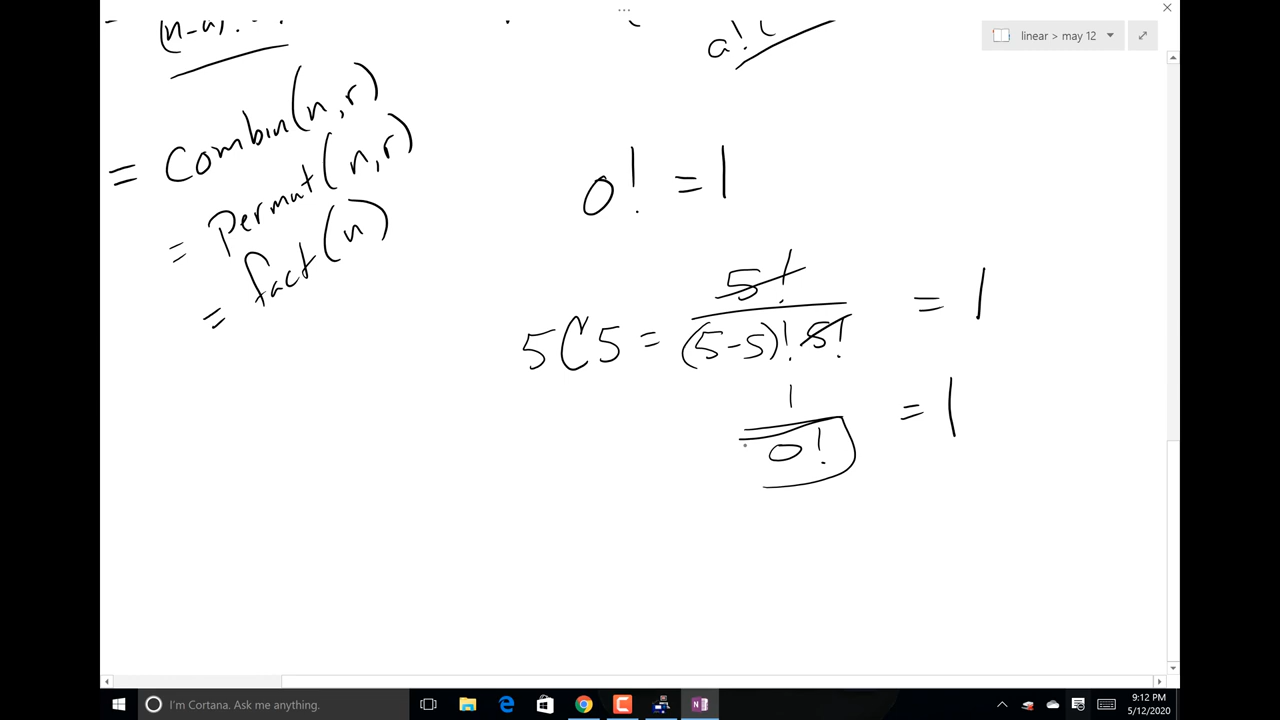 (n-a)!
a!(
linear > may 12
= Combin(n,r)
= Permut(n,r)
= fact(n)
0! = 1
5C5 = 5! / (5-5)! 5! = 1
1 / 0! = 1
I'm Cortana. Ask me anything.
9:12 PM
5/12/2020